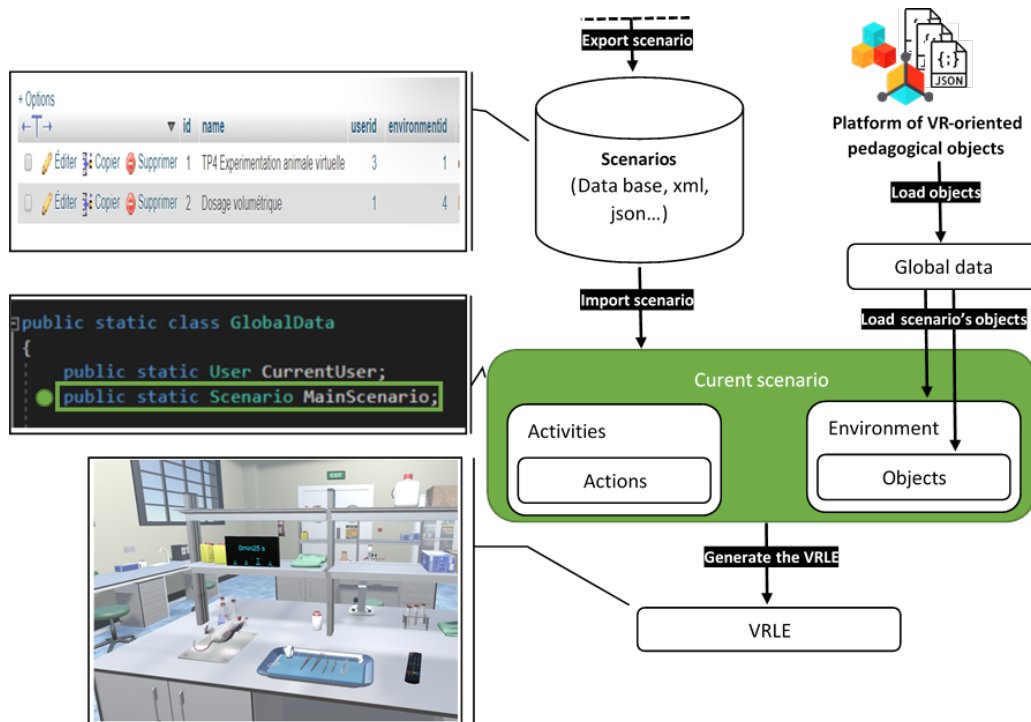 Export scenario
+ Options
←T→ ▼ id name userid environmentid
Éditer Copier Supprimer 1 TP4 Experimentation animale virtuelle 3 1
Éditer Copier Supprimer 2 Dosage volumétrique 1 4
Scenarios
(Data base, xml,
json...)
{;}
JSON
Platform of VR-oriented
pedagogical objects
Load objects
Global data
Import scenario
Load scenario's objects
public static class GlobalData
{
public static User CurrentUser;
public static Scenario MainScenario;
Curent scenario
Activities
Actions
Environment
Objects
EXIT
0min25 s
Generate the VRLE
VRLE